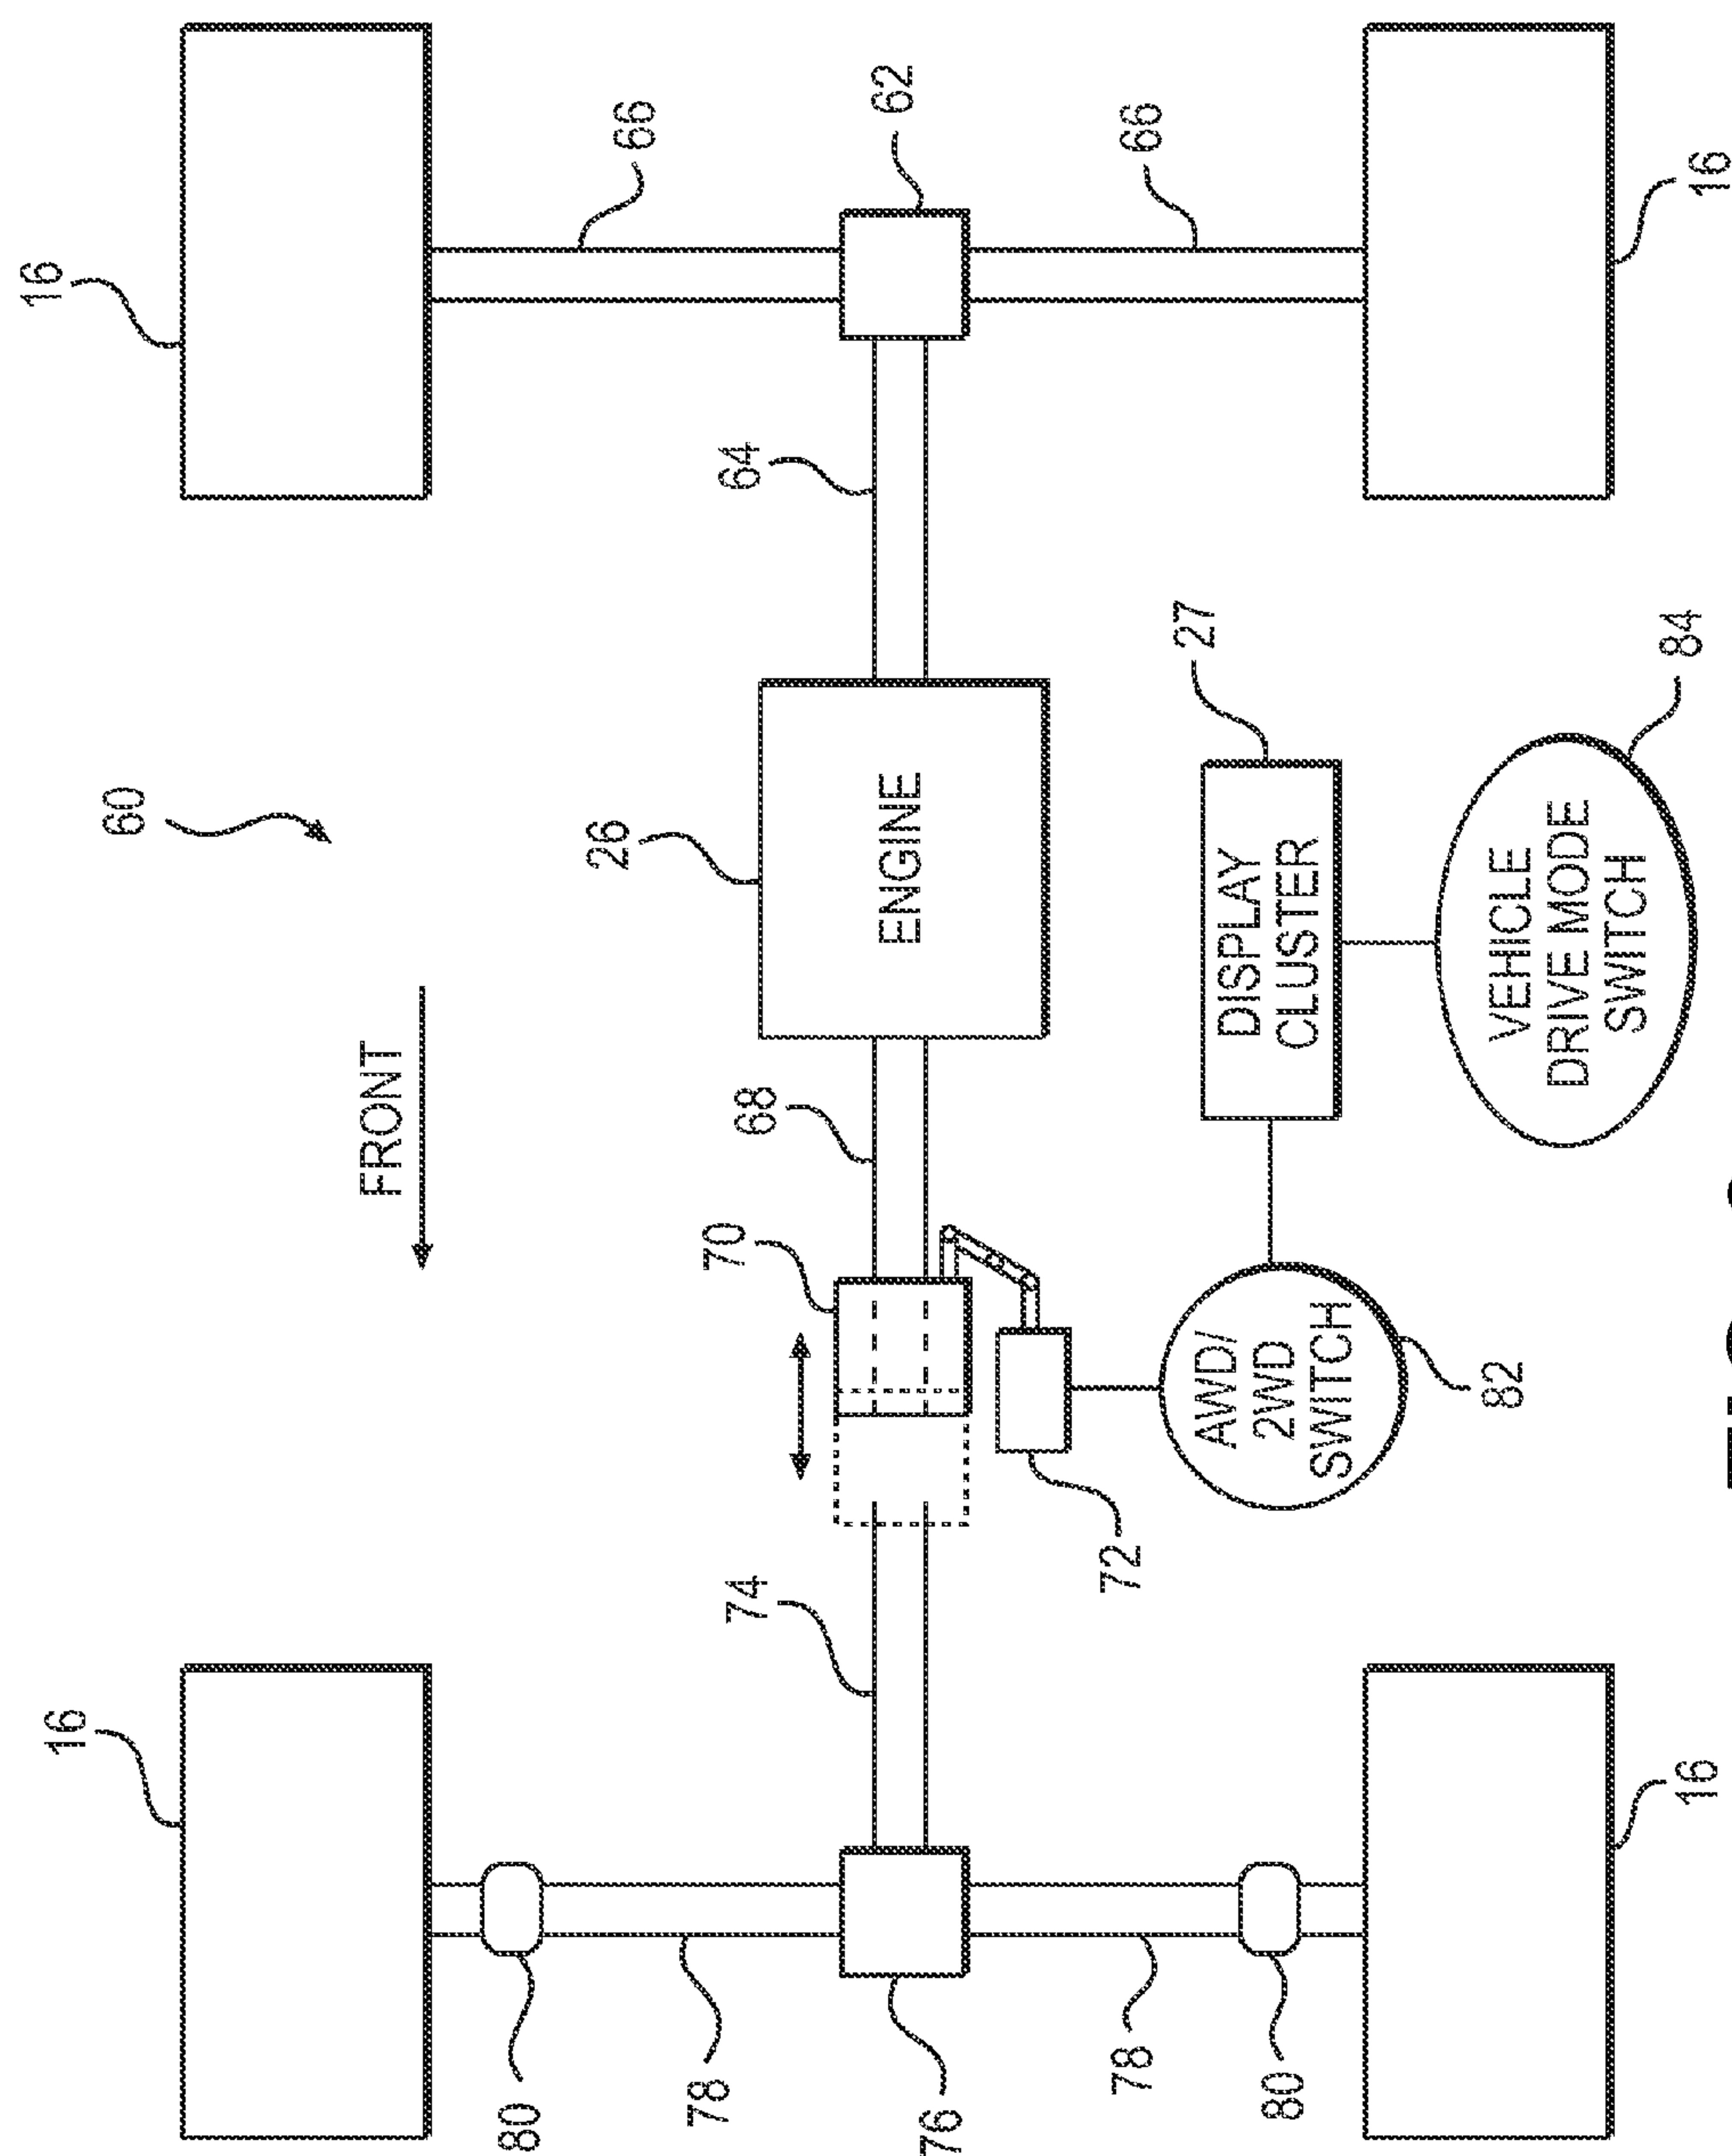 16
16
60
FRONT
80
26
66
78
74
70
68
64
62
ENGINE
76
78
72
66
27
80
AWD/
2WD
SWITCH
DISPLAY
CLUSTER
82
VEHICLE
DRIVE MODE
SWITCH
84
16
16